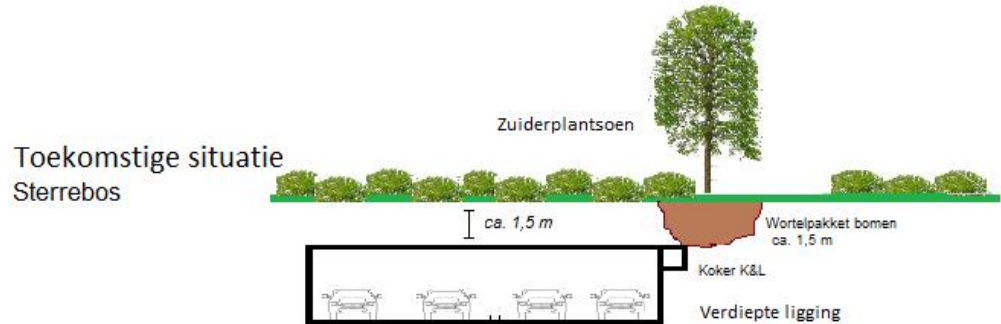 Zuiderplantsoen
Toekomstige situatie
Sterrebos
ca. 1,5 m
Wortelpakket bomen
ca. 1,5 m
Koker K&L
Verdiepte ligging